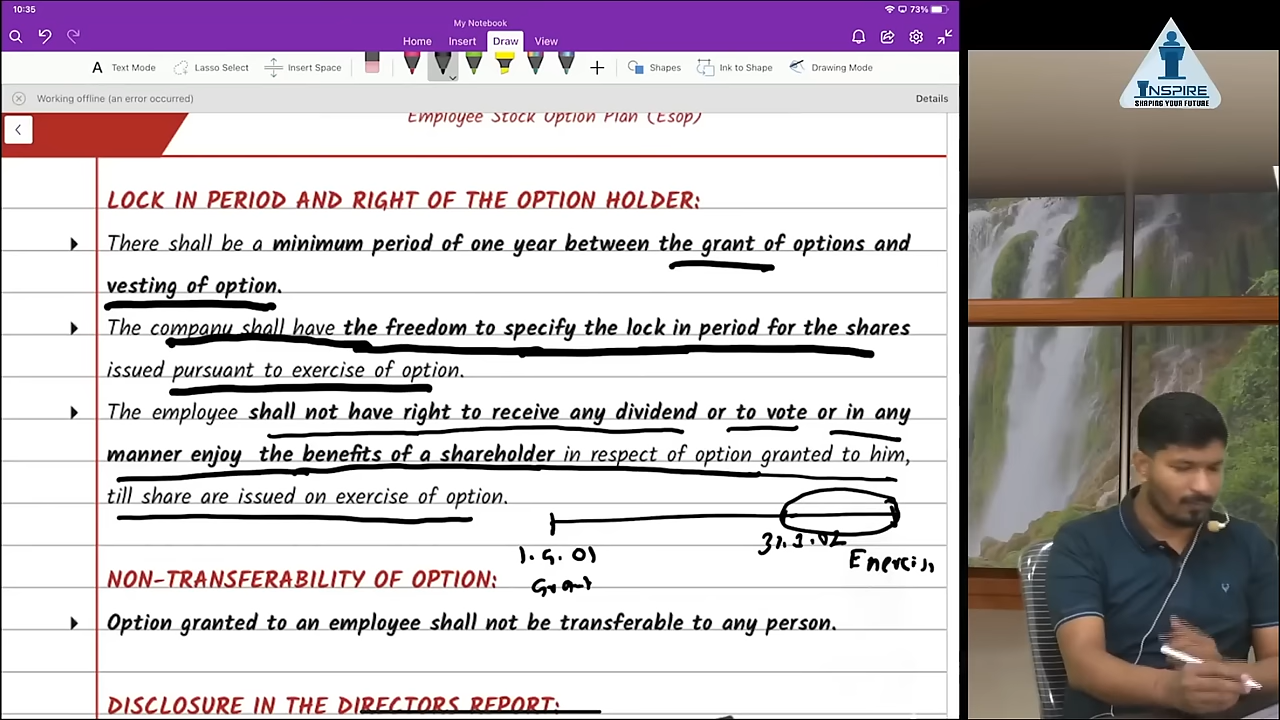 10:35
73%
My Notebook
Home Insert Draw View
A Text Mode Lasso Select Insert Space Shapes Ink to Shape Drawing Mode
Working offline (an error occurred) Details
INSPIRE
SHAPING YOUR FUTURE
Employee Stock Option Plan (Esop)
LOCK IN PERIOD AND RIGHT OF THE OPTION HOLDER:
There shall be a minimum period of one year between the grant of options and
vesting of option.
The company shall have the freedom to specify the lock in period for the shares
issued pursuant to exercise of option.
The employee shall not have right to receive any dividend or to vote or in any
manner enjoy the benefits of a shareholder in respect of option granted to him,
till share are issued on exercise of option.
Grant
NON-TRANSFERABILITY OF OPTION:
Option granted to an employee shall not be transferable to any person.
DISCLOSURE IN THE DIRECTORS REPORT: